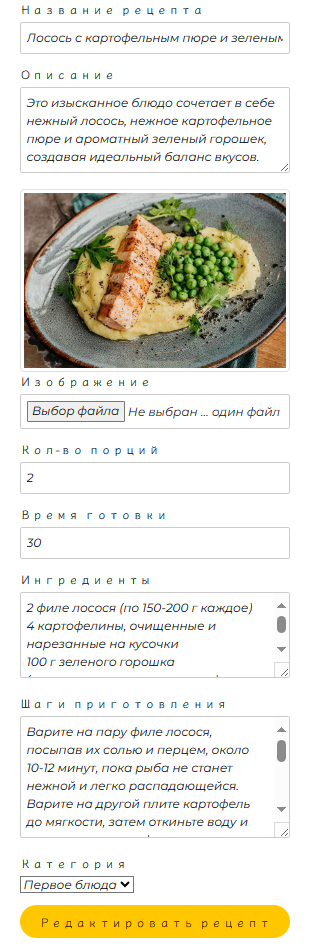 Название рецепта
Лосось с картофельным пюре и зеленым
Описание
Это изысканное блюдо сочетает в себе
нежный лосось, нежное картофельное
пюре и ароматный зеленый горошек,
создавая идеальный баланс вкусов.
Изображение
Выбор файла Не выбран ... один файл
Кол-во порций
2
Время готовки
30
Ингредиенты
2 филе лосося (по 150-200 г каждое)
4 картофелины, очищенные и
нарезанные на кусочки
100 г зеленого горошка
Шаги приготовления
Варите на пару филе лосося,
посыпав их солью и перцем, около
10-12 минут, пока рыба не станет
нежной и легко распадающейся.
Варите на другой плите картофель
до мягкости, затем откиньте воду и
Категория
Первое блюдо
Редактировать рецепт